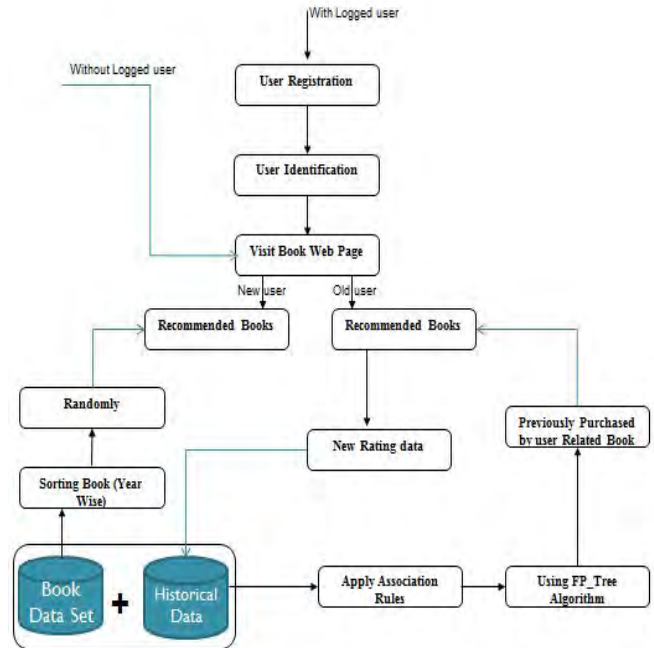 With Logged user
Without Logged user
User Registration
User Identification
Visit Book Web Page
New user
Old user
Recommended Books
Recommended Books
Randomly
New Rating data
Previously Purchased
by user Related Book
Sorting Book (Year
Wise)
Book
Data Set
+
Historical
Data
Apply Association
Rules
Using FP_Tree
Algorithm